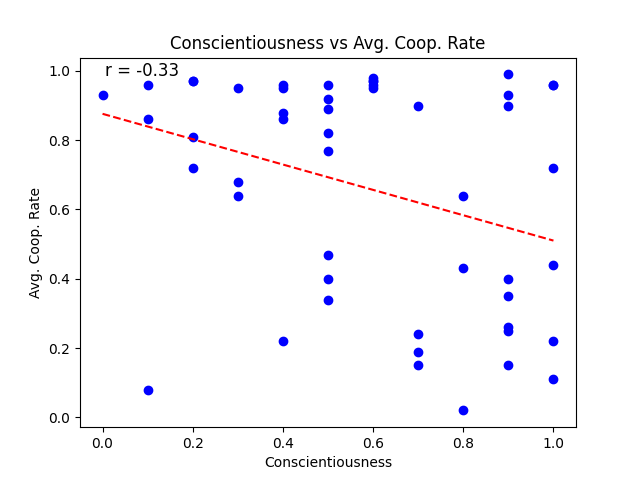 Conscientiousness vs Avg. Coop. Rate
r = -0.33
1.0
0.8
0.6
0.4
0.2
0.0
Avg. Coop. Rate
0.0 0.2 0.4 0.6 0.8 1.0
Conscientiousness